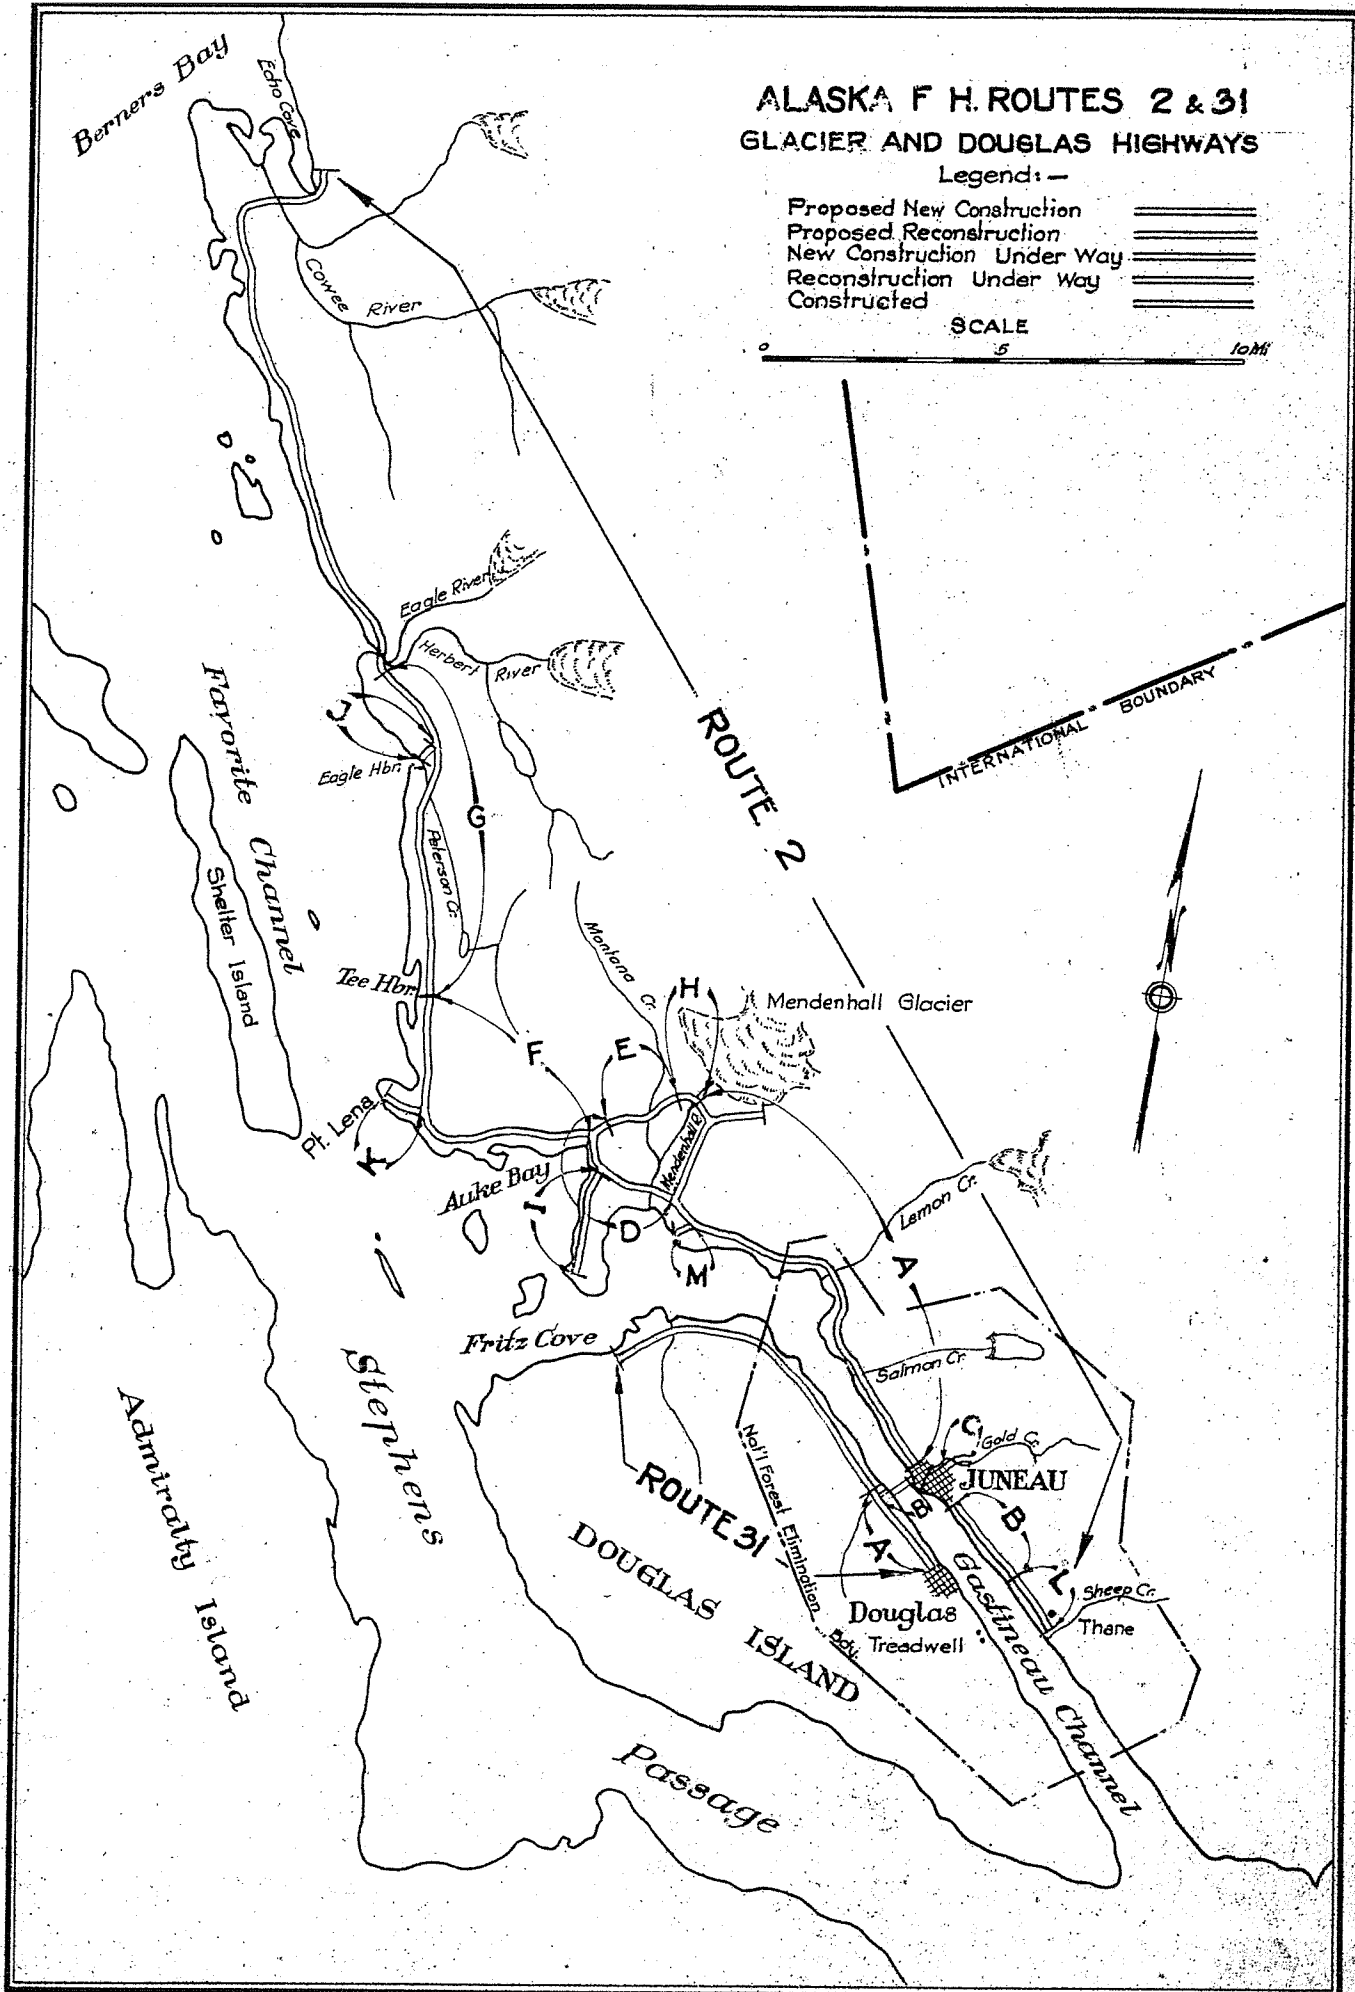 ALASKA F H. ROUTES 2 & 31
GLACIER AND DOUGLAS HIGHWAYS
Legend: —
Proposed New Construction
Proposed Reconstruction
New Construction Under Way
Reconstruction Under Way
Constructed
SCALE
0 5 10 Mi
Berners Bay
Echo Cove
Cowee River
Eagle River
Herbert River
J
Favorite Channel
Eagle Hbr.
G
ROUTE 2
INTERNATIONAL BOUNDARY
Peterson Cr.
Shelter Island
Montana Cr.
Tee Hbr.
H
Mendenhall Glacier
F
E
Pt. Lena
K
Mendenhall R.
Auke Bay
I
D
M
Lemon Cr.
A
Fritz Cove
Stephens
Salmon Cr.
Admiralty Island
C
Gold Cr.
JUNEAU
Nat'l Forest Elimination Bdy.
ROUTE 31
B
B
A
L
DOUGLAS ISLAND
Gastineau Channel
Sheep Cr.
Douglas
Thane
Treadwell
Passage